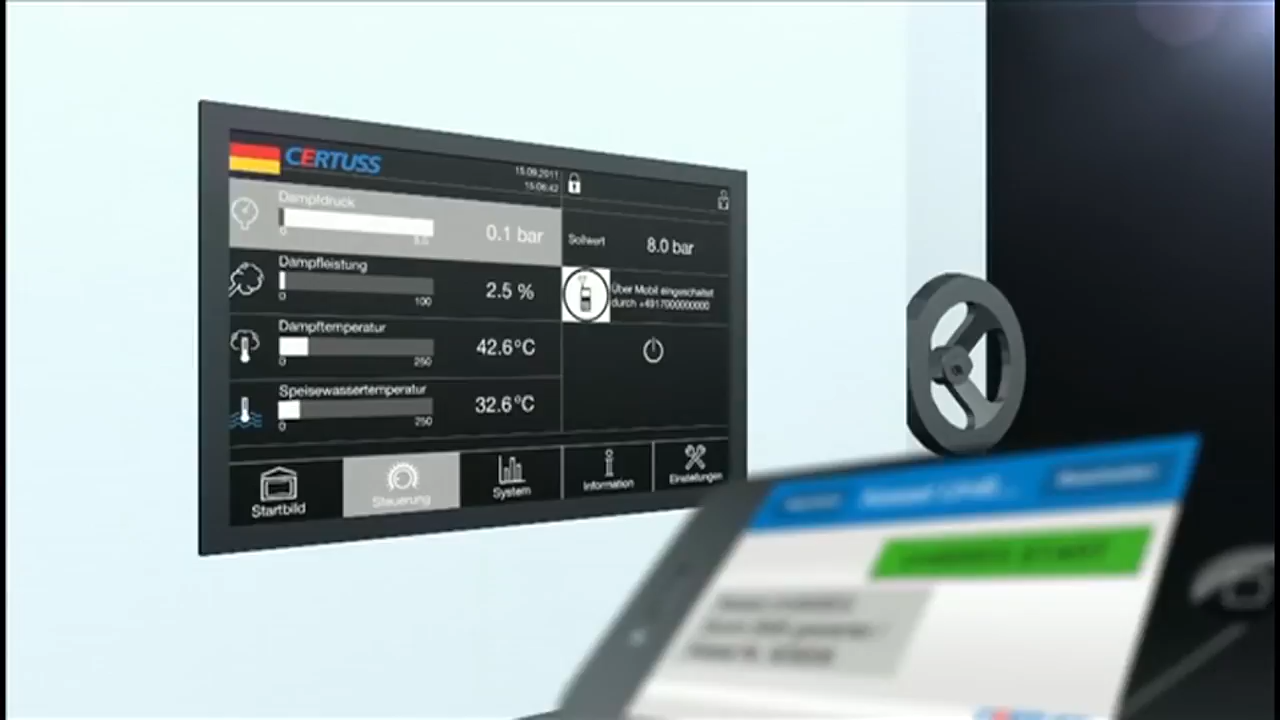 CERTUSS
15.09.2011
15:06:42
Dampfdruck
0
8.0
0.1 bar
Sollwert
8.0 bar
Dampfleistung
0
100
2.5 %
Über Mobil eingeschaltet
durch +4917000000000
Dampftemperatur
0
250
42.6°C
Speisewassertemperatur
0
250
32.6°C
Startbild
Steuerung
System
Information
Einstellungen